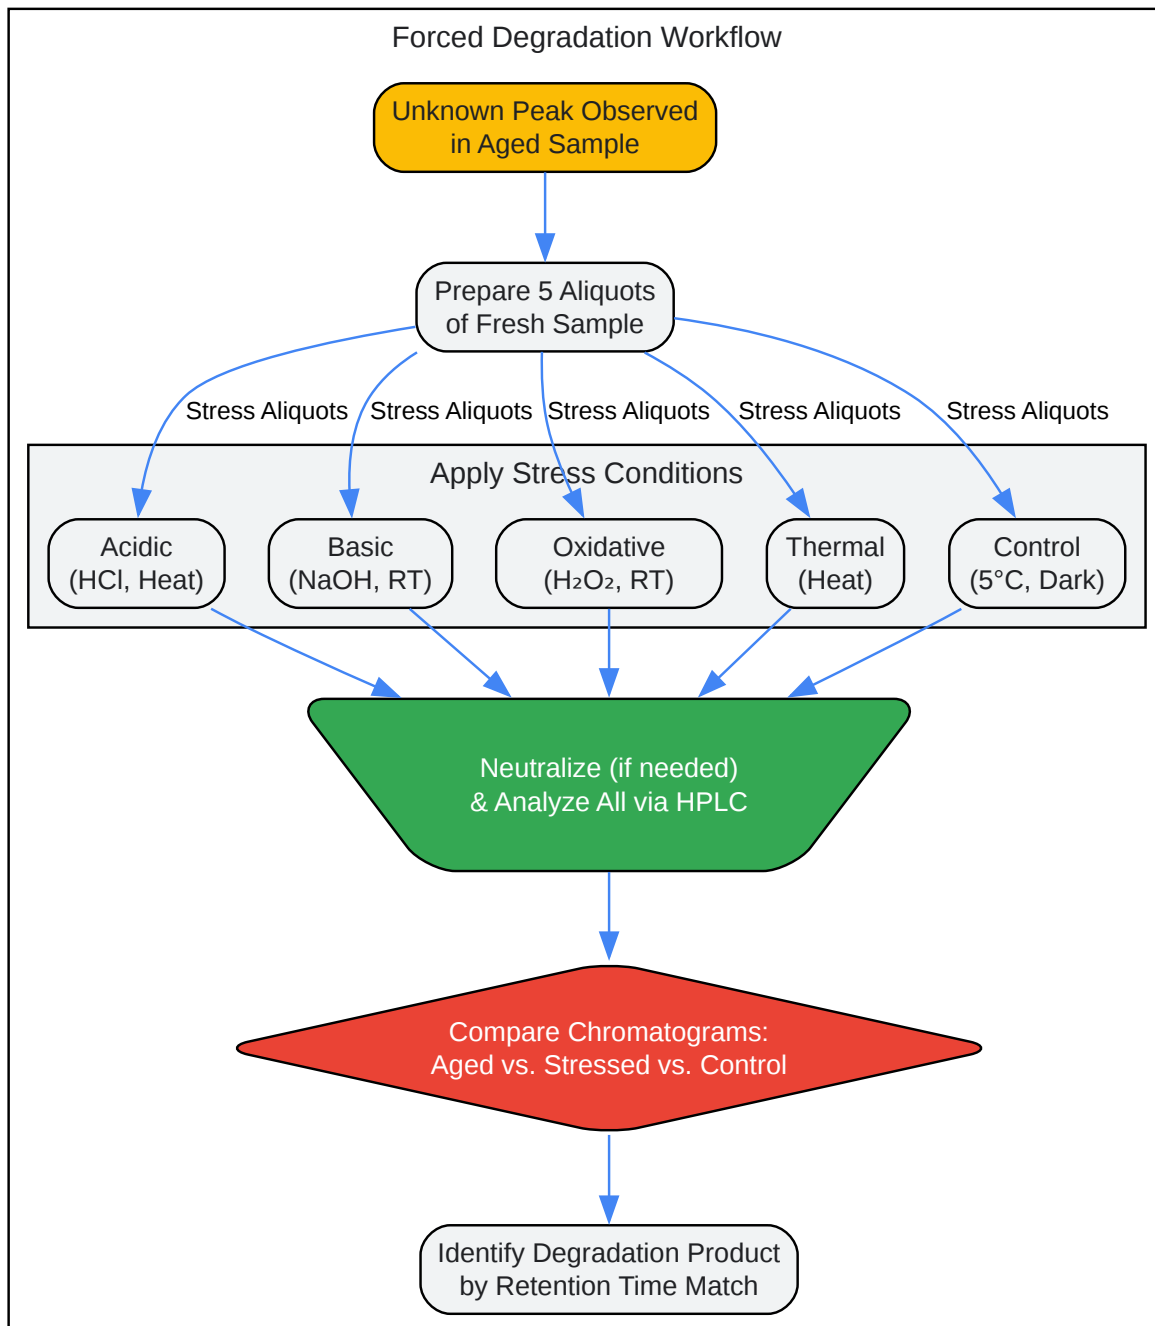 Forced Degradation Workflow
Unknown Peak Observed
in Aged Sample
Prepare 5 Aliquots
of Fresh Sample
Stress Aliquots
Stress Aliquots
Stress Aliquots
Stress Aliquots
Stress Aliquots
Apply Stress Conditions
Acidic
(HCl, Heat)
Basic
(NaOH, RT)
Oxidative
(H₂O₂, RT)
Thermal
(Heat)
Control
(5°C, Dark)
Neutralize (if needed)
& Analyze All via HPLC
Compare Chromatograms:
Aged vs. Stressed vs. Control
Identify Degradation Product
by Retention Time Match